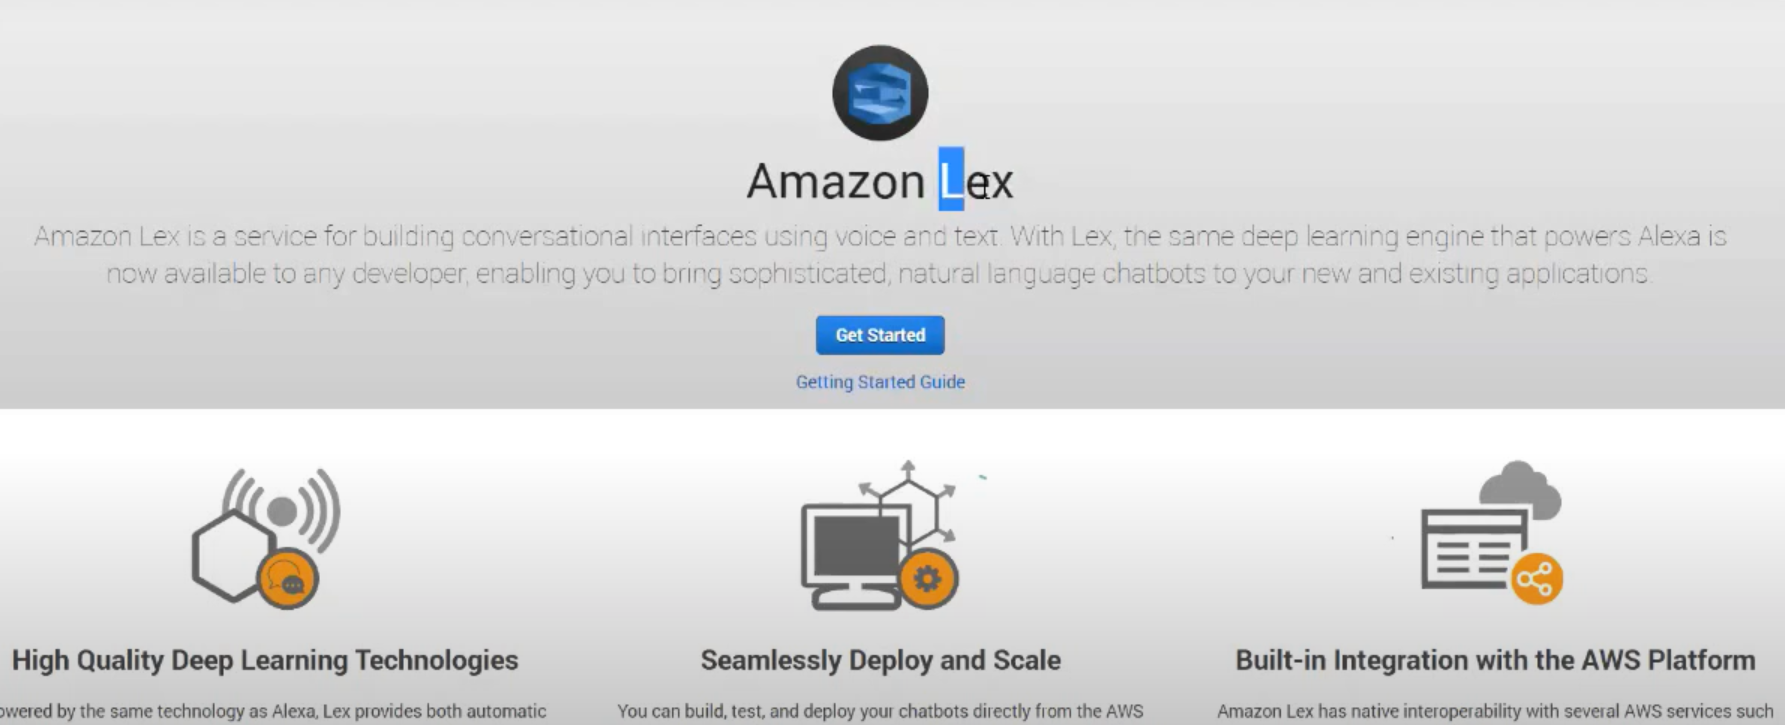 Amazon Lex
Amazon Lex is a service for building conversational interfaces using voice and text. With Lex, the same deep learning engine that powers Alexa is
now available to any developer, enabling you to bring sophisticated, natural language chatbots to your new and existing applications.
Get Started
Getting Started Guide
High Quality Deep Learning Technologies
Seamlessly Deploy and Scale
Built-in Integration with the AWS Platform
owered by the same technology as Alexa, Lex provides both automatic
You can build, test, and deploy your chatbots directly from the AWS
Amazon Lex has native interoperability with several AWS services such